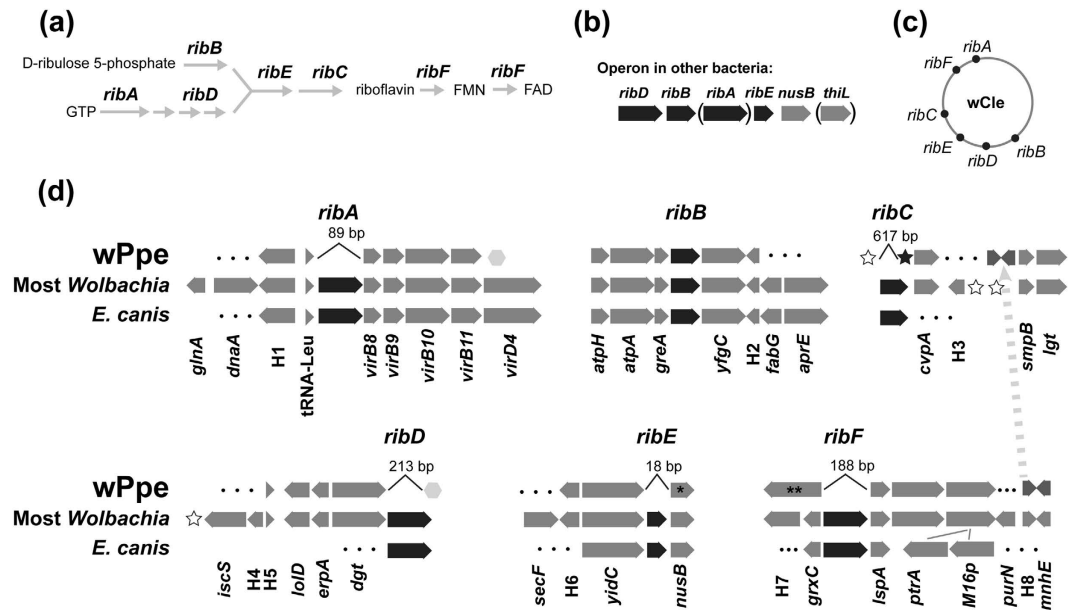 (a)
ribB
D-ribulose 5-phosphate
ribE
ribC
ribF
ribF
riboflavin
FMN
FAD
ribA
ribD
GTP
(b)
Operon in other bacteria:
ribD ribB (ribA) ribE nusB (thiL)
(c)
ribA
ribF
wCle
ribC
ribE
ribD
ribB
(d)
ribA
ribB
ribC
89 bp
617 bp
wPpe
Most Wolbachia
E. canis
glnA
dnaA
H1
tRNA-Leu
virB8
virB9
virB10
virB11
virD4
atpH
atpA
greA
yfgC
H2
fabG
aprE
cvpA
H3
smpB
lgt
ribD
ribE
ribF
213 bp
18 bp
188 bp
wPpe
*
**
Most Wolbachia
E. canis
iscS
H4
H5
lolD
erpA
dgt
secF
H6
yidC
nusB
H7
grxC
lspA
ptrA
M16p
purN
H8
mnhE